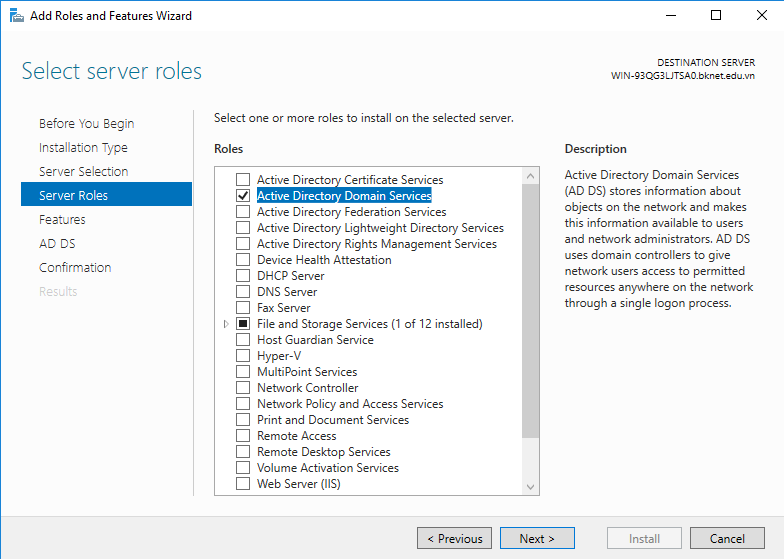 Add Roles and Features Wizard
Select server roles
DESTINATION SERVER
WIN-93QG3LJTSA0.bknet.edu.vn
Before You Begin
Installation Type
Server Selection
Server Roles
Features
AD DS
Confirmation
Results
Select one or more roles to install on the selected server.
Roles
Active Directory Certificate Services
Active Directory Domain Services
Active Directory Federation Services
Active Directory Lightweight Directory Services
Active Directory Rights Management Services
Device Health Attestation
DHCP Server
DNS Server
Fax Server
File and Storage Services (1 of 12 installed)
Host Guardian Service
Hyper-V
MultiPoint Services
Network Controller
Network Policy and Access Services
Print and Document Services
Remote Access
Remote Desktop Services
Volume Activation Services
Web Server (IIS)
Description
Active Directory Domain Services
(AD DS) stores information about
objects on the network and makes
this information available to users
and network administrators. AD DS
uses domain controllers to give
network users access to permitted
resources anywhere on the network
through a single logon process.
< Previous
Next >
Install
Cancel